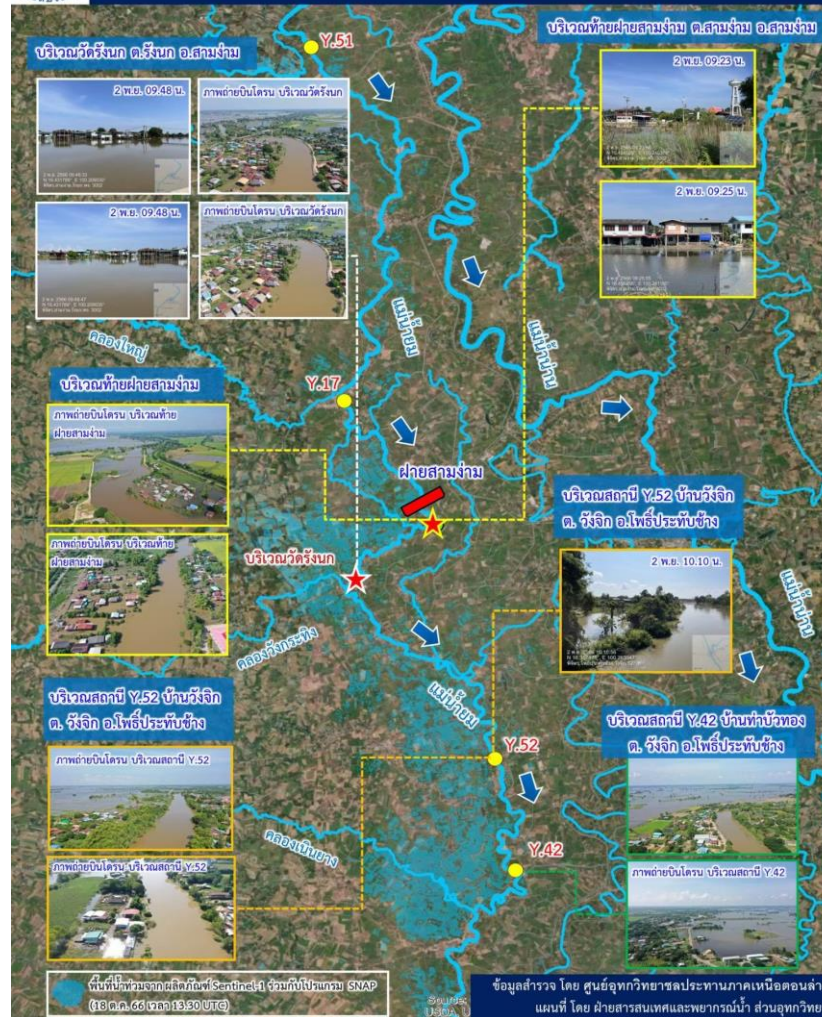 Y.51
บริเวณวัดรังนก ต.รังนก อ.สามง่าม
2 พ.ย. 09.48 น.
ภาพถ่ายบินโดรน บริเวณวัดรังนก
2 พ.ย. 09.48 น.
ภาพถ่ายบินโดรน บริเวณวัดรังนก
บริเวณท้ายฝายสามง่าม ต.สามง่าม อ.สามง่าม
2 พ.ย. 09.23 น.
2 พ.ย. 09.25 น.
แม่น้ำยม
แม่น้ำน่าน
คลองใหญ่
Y.17
บริเวณท้ายฝายสามง่าม
ภาพถ่ายบินโดรน บริเวณท้าย
ฝายสามง่าม
ภาพถ่ายบินโดรน บริเวณท้าย
ฝายสามง่าม
ฝายสามง่าม
บริเวณวัดรังนก
คลองวังกระทิง
บริเวณสถานี Y.52 บ้านวังจิก
ต. วังจิก อ.โพธิ์ประทับช้าง
2 พ.ย. 10.10 น.
แม่น้ำน่าน
แม่น้ำยม
บริเวณสถานี Y.52 บ้านวังจิก
ต. วังจิก อ.โพธิ์ประทับช้าง
ภาพถ่ายบินโดรน บริเวณสถานี Y.52
ภาพถ่ายบินโดรน บริเวณสถานี Y.52
Y.52
บริเวณสถานี Y.42 บ้านท่าบัวทอง
ต. วังจิก อ.โพธิ์ประทับช้าง
ภาพถ่ายบินโดรน บริเวณสถานี Y.42
ภาพถ่ายบินโดรน บริเวณสถานี Y.42
คลองเนินยาง
Y.42
พื้นที่น้ำท่วมจาก ผลิตภัณฑ์ Sentinel-1 ร่วมกับโปรแกรม SNAP
(18 ต.ค. 66 เวลา 13.30 UTC)
ข้อมูลสำรวจ โดย ศูนย์อุทกวิทยาชลประทานภาคเหนือตอนล่า
แผนที่ โดย ฝ่ายสารสนเทศและพยากรณ์น้ำ ส่วนอุทกวิทย